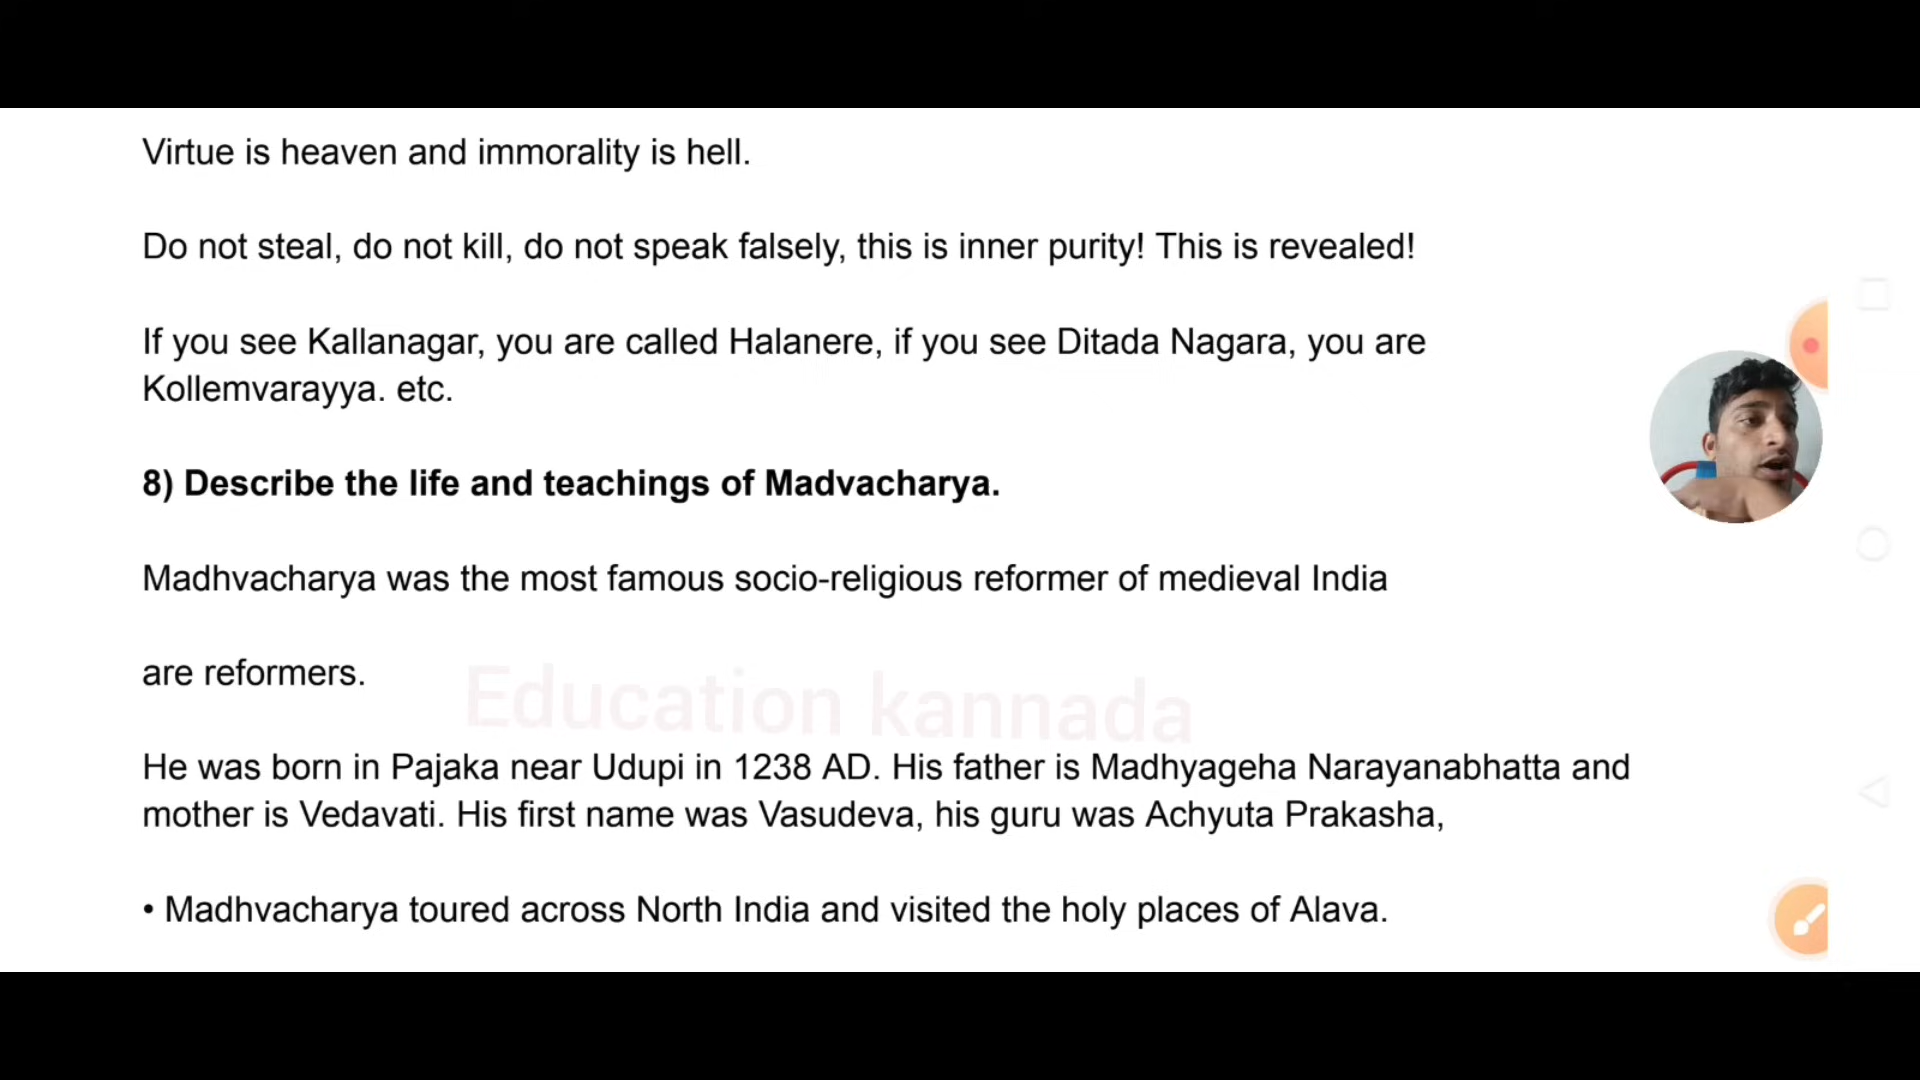 Virtue is heaven and immorality is hell.
Do not steal, do not kill, do not speak falsely, this is inner purity! This is revealed!
If you see Kallanagar, you are called Halanere, if you see Ditada Nagara, you are
Kollemvarayya. etc.
8) Describe the life and teachings of Madvacharya.
Madhvacharya was the most famous socio-religious reformer of medieval India
are reformers.
Education kannada
He was born in Pajaka near Udupi in 1238 AD. His father is Madhyageha Narayanabhatta and
mother is Vedavati. His first name was Vasudeva, his guru was Achyuta Prakasha,
• Madhvacharya toured across North India and visited the holy places of Alava.